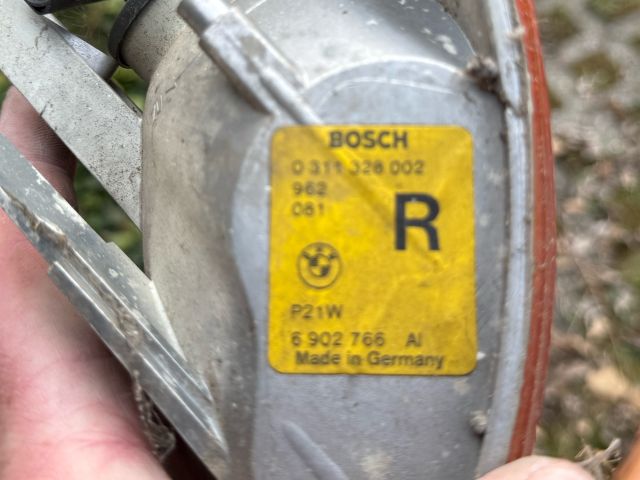 BOSCH
0 311 328 002
962
081
R
P21W
6 902 766 AI
Made in Germany